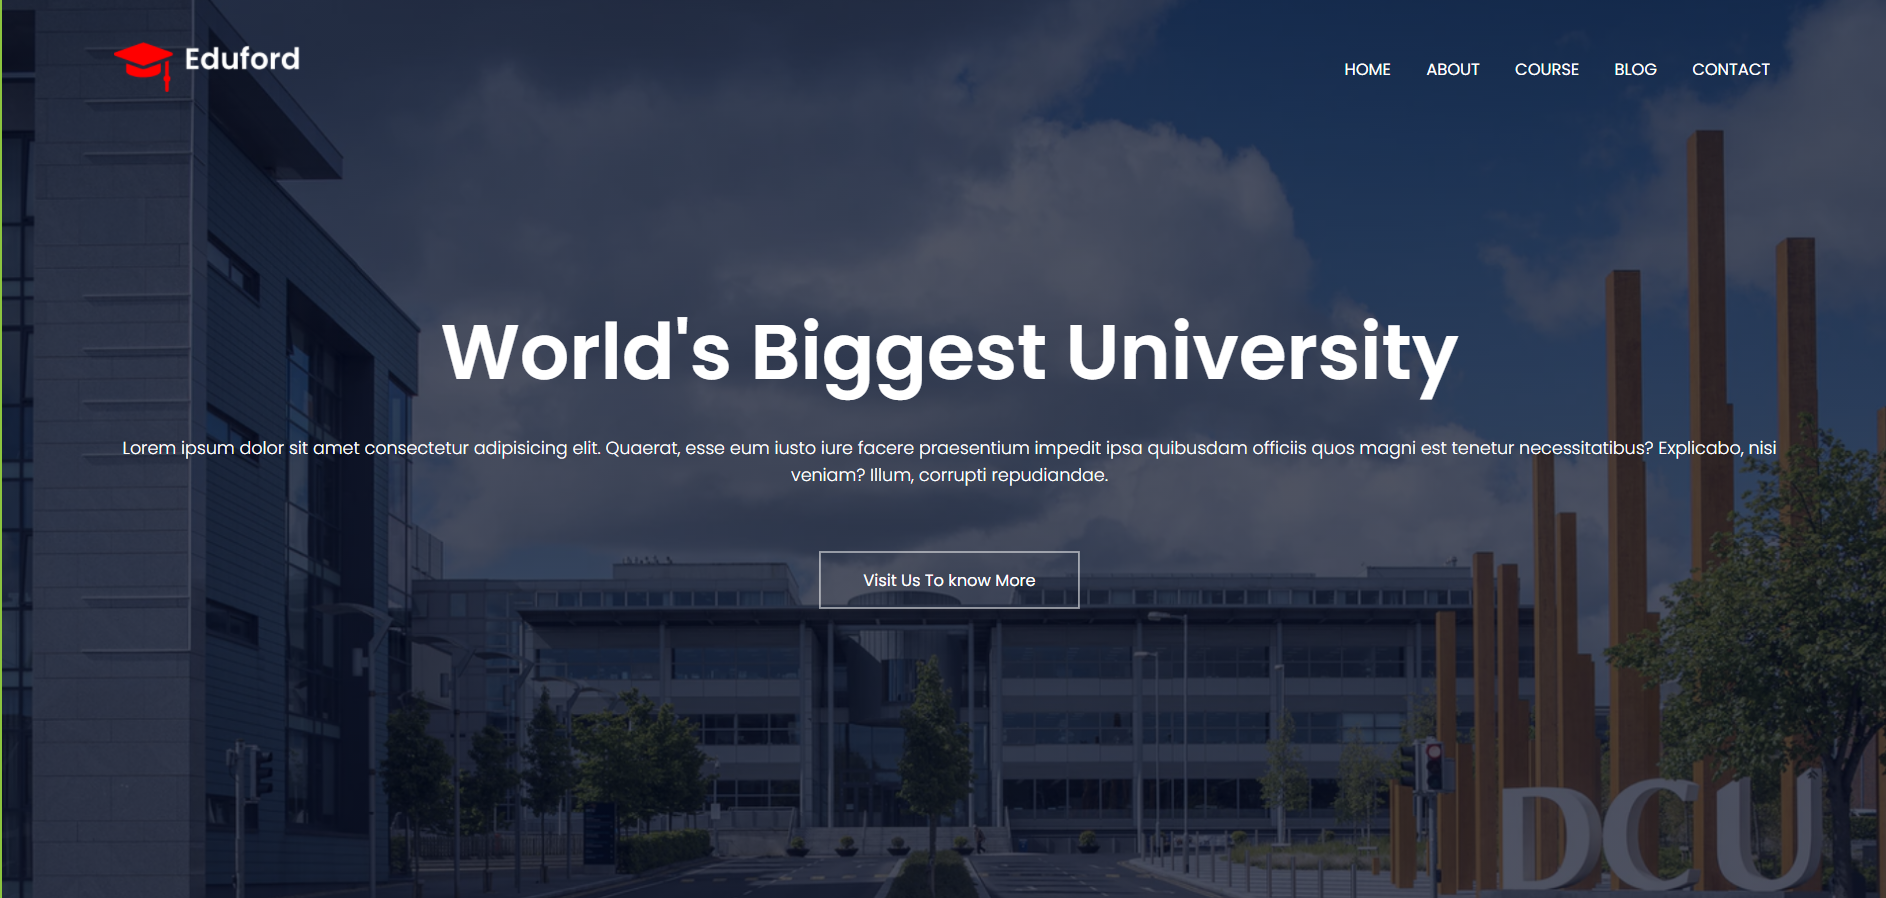 Eduford
HOME ABOUT COURSE BLOG CONTACT
World's Biggest University
Lorem ipsum dolor sit amet consectetur adipisicing elit. Quaerat, esse eum iusto iure facere praesentium impedit ipsa quibusdam officiis quos magni est tenetur necessitatibus? Explicabo, nisi
veniam? Illum, corrupti repudiandae.
Visit Us To know More
DCU